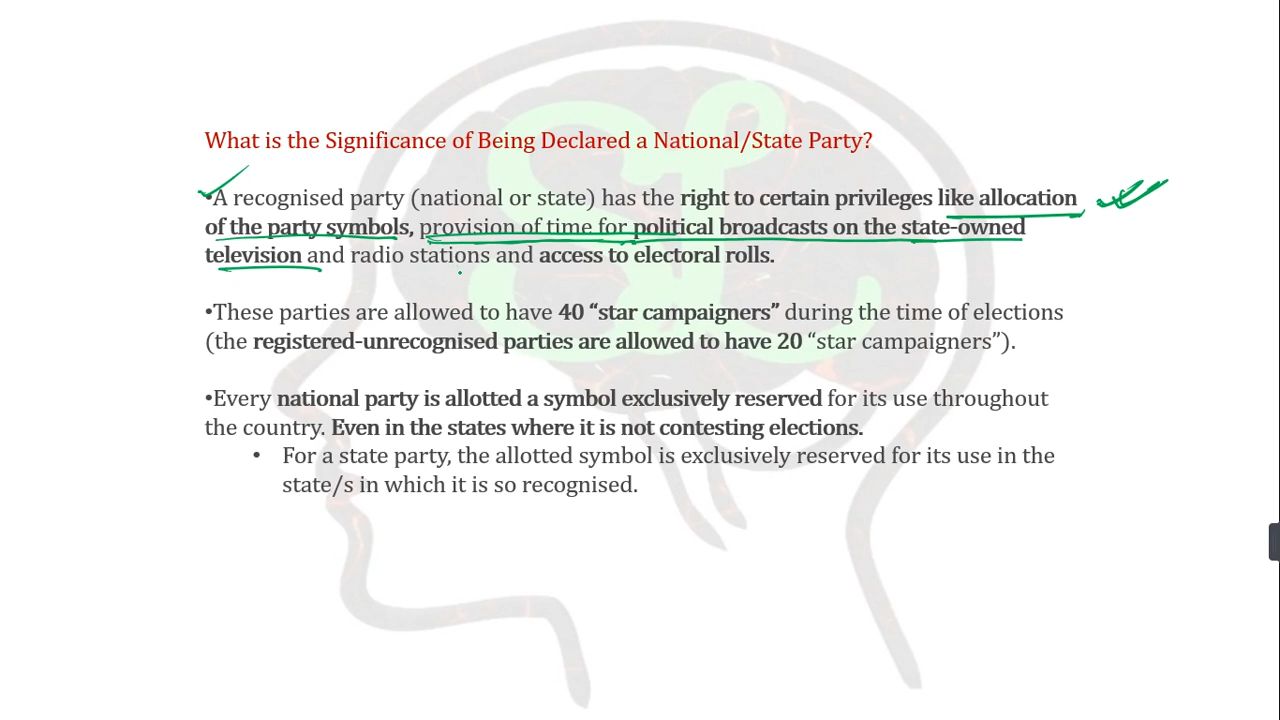 What is the Significance of Being Declared a National/State Party?
•A recognised party (national or state) has the right to certain privileges like allocation
of the party symbols, provision of time for political broadcasts on the state-owned
television and radio stations and access to electoral rolls.
•These parties are allowed to have 40 “star campaigners” during the time of elections
(the registered-unrecognised parties are allowed to have 20 “star campaigners”).
•Every national party is allotted a symbol exclusively reserved for its use throughout
the country. Even in the states where it is not contesting elections.
• For a state party, the allotted symbol is exclusively reserved for its use in the
state/s in which it is so recognised.